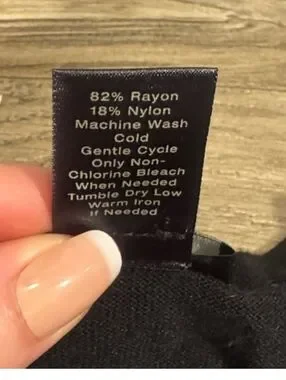 82% Rayon
18% Nylon
Machine Wash
Cold
Gentle Cycle
Only Non-
Chlorine Bleach
When Needed
Tumble Dry Low
Warm Iron
If Needed